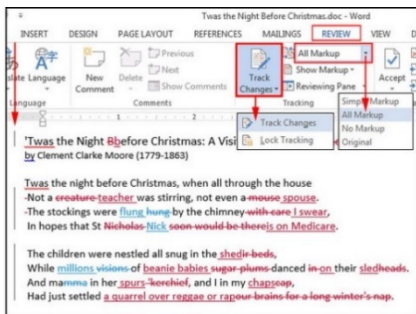 Twas the Night Before Christmas.doc - Word
INSERT DESIGN PAGE LAYOUT REFERENCES MAILINGS REVIEW VIEW
Language
New Comment
Delete
Previous
Next
Show Comments
Track Changes
All Markup
Show Markup
Reviewing Pane
Accept
Language Comments Tracking
Track Changes
Lock Tracking
Simple Markup
All Markup
No Markup
Original
'Twas the Night Bbefore Christmas: A Visi
by Clement Clarke Moore (1779-1863)
Twas the night before Christmas, when all through the house
-Not a creature teacher was stirring, not even a mouse spouse.
-The stockings were flung hung by the chimney with care I swear,
In hopes that St Nicholas Nick soon would be thereis on Medicare.
The children were nestled all snug in the shedir beds,
While millions visions of beanie babies sugar-plums danced in on their sledheads.
And mamma in her spurs 'kerchief, and I in my chapscap,
Had just settled a quarrel over reggae or rapour brains for a long winter's nap.